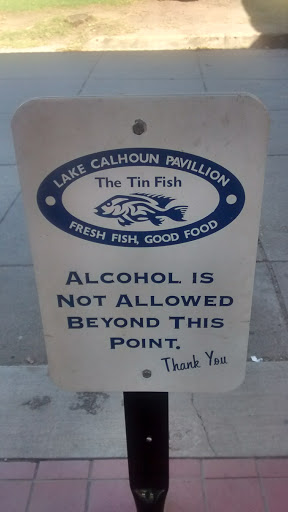 LAKE CALHOUN PAVILLION
The Tin Fish
FRESH FISH, GOOD FOOD
ALCOHOL IS
NOT ALLOWED
BEYOND THIS
POINT.
Thank You